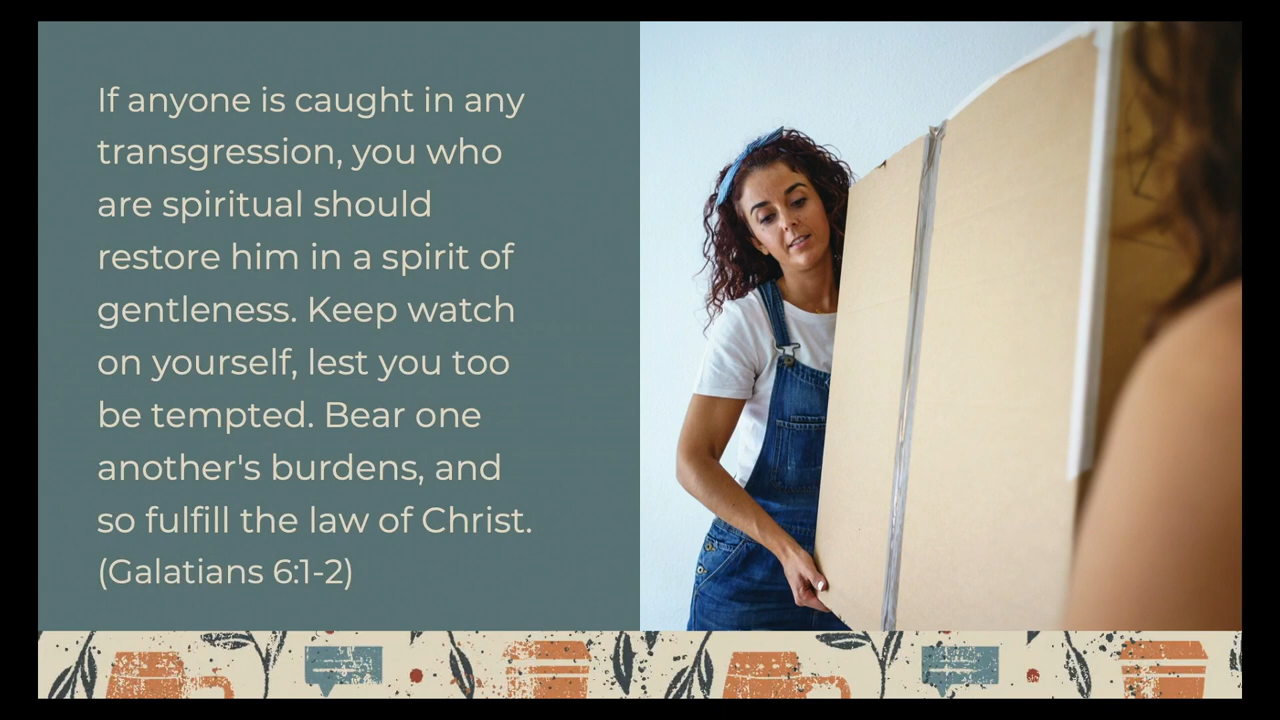 If anyone is caught in any
transgression, you who
are spiritual should
restore him in a spirit of
gentleness. Keep watch
on yourself, lest you too
be tempted. Bear one
another's burdens, and
so fulfill the law of Christ.
(Galatians 6:1-2)